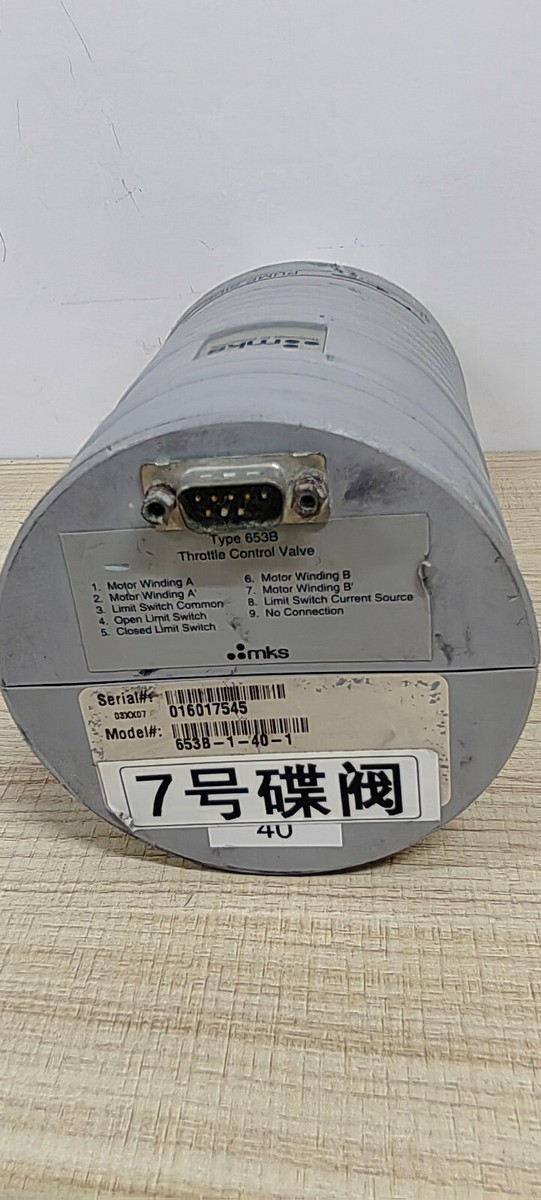 mks
Type 653B
Throttle Control Valve
1. Motor Winding A
2. Motor Winding A'
3. Limit Switch Common
4. Open Limit Switch
5. Closed Limit Switch
6. Motor Winding B
7. Motor Winding B'
8. Limit Switch Current Source
9. No Connection
mks
Serial#:
016017545
03XX07
Model#:
653B-1-40-1
7号碟阀
40